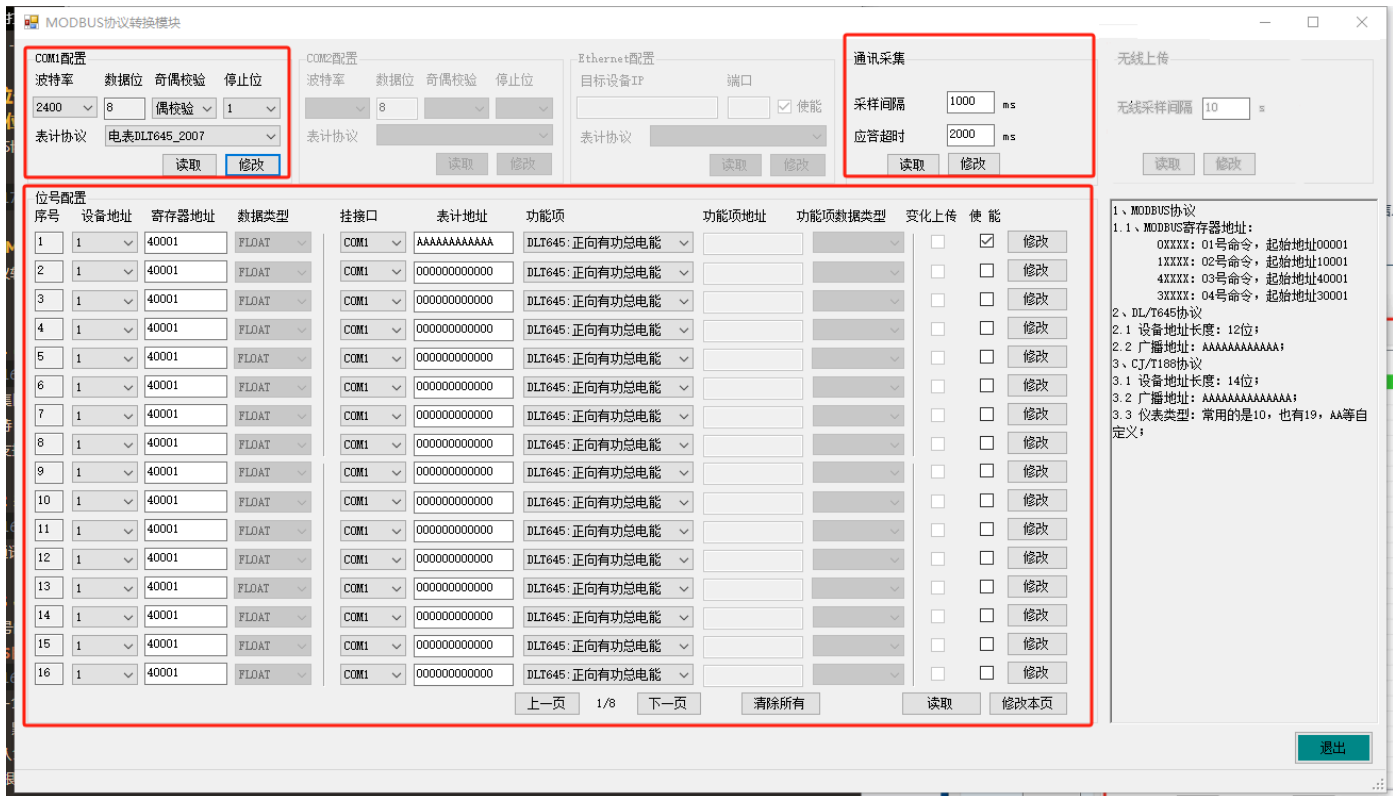 MODBUS协议转换模块
COM1配置
波特率 数据位 奇偶校验 停止位
2400 8 偶校验 1
表计协议 电表DLT645_2007
读取 修改
COM2配置
波特率 数据位 奇偶校验 停止位
8
表计协议
读取 修改
Ethernet配置
目标设备IP 端口
使能
表计协议
读取 修改
通讯采集
采样间隔 1000 ms
应答超时 2000 ms
读取 修改
无线上传
无线采样间隔 10 s
读取 修改
位号配置
序号 设备地址 寄存器地址 数据类型 挂接口 表计地址 功能项 功能项地址 功能项数据类型 变化上传 使 能
1 1 40001 FLOAT COM1 AAAAAAAAAAAA DLT645:正向有功总电能 修改
2 1 40001 FLOAT COM1 000000000000 DLT645:正向有功总电能 修改
3 1 40001 FLOAT COM1 000000000000 DLT645:正向有功总电能 修改
4 1 40001 FLOAT COM1 000000000000 DLT645:正向有功总电能 修改
5 1 40001 FLOAT COM1 000000000000 DLT645:正向有功总电能 修改
6 1 40001 FLOAT COM1 000000000000 DLT645:正向有功总电能 修改
7 1 40001 FLOAT COM1 000000000000 DLT645:正向有功总电能 修改
8 1 40001 FLOAT COM1 000000000000 DLT645:正向有功总电能 修改
9 1 40001 FLOAT COM1 000000000000 DLT645:正向有功总电能 修改
10 1 40001 FLOAT COM1 000000000000 DLT645:正向有功总电能 修改
11 1 40001 FLOAT COM1 000000000000 DLT645:正向有功总电能 修改
12 1 40001 FLOAT COM1 000000000000 DLT645:正向有功总电能 修改
13 1 40001 FLOAT COM1 000000000000 DLT645:正向有功总电能 修改
14 1 40001 FLOAT COM1 000000000000 DLT645:正向有功总电能 修改
15 1 40001 FLOAT COM1 000000000000 DLT645:正向有功总电能 修改
16 1 40001 FLOAT COM1 000000000000 DLT645:正向有功总电能 修改
上一页 1/8 下一页 清除所有 读取 修改本页
1、MODBUS协议
1.1、MODBUS寄存器地址:
0XXXX: 01号命令，起始地址00001
1XXXX: 02号命令，起始地址10001
4XXXX: 03号命令，起始地址40001
3XXXX: 04号命令，起始地址30001
2、DL/T645协议
2.1 设备地址长度: 12位;
2.2 广播地址: AAAAAAAAAAAA;
3、CJ/T188协议
3.1 设备地址长度: 14位;
3.2 广播地址: AAAAAAAAAAAAAA;
3.3 仪表类型: 常用的是10，也有19，AA等自
定义;
退出